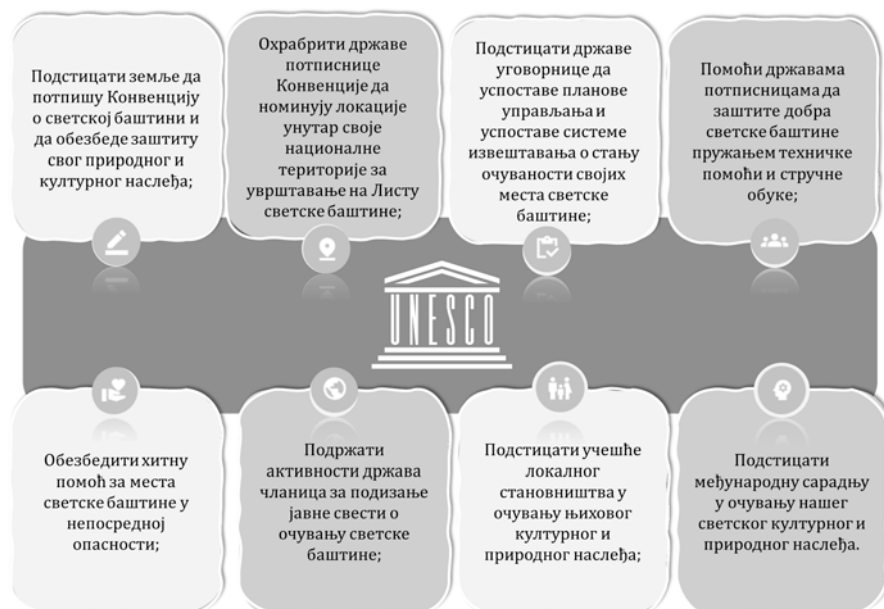 Подстицати земље да
потпишу Конвенцију
о светској баштини и
да обезбеде заштиту
свог природног и
културног наслеђа;
Охрабрити државе
потписнице
Конвенције да
номинују локације
унутар своје
националне
територије за
уврштавање на Листу
светске баштине;
Подстицати државе
уговорнице да
успоставе планове
управљања и
успоставе системе
извештавања о стању
очуваности својих
места светске
баштине;
Помоћи државама
потписницама да
заштите добра
светске баштине
пружањем техничке
помоћи и стручне
обуке;
UNESCO
Обезбедити хитну
помоћ за места
светске баштине у
непосредној
опасности;
Подржати
активности држава
чланица за подизање
јавне свести о
очувању светске
баштине;
Подстицати учешће
локалног
становништва у
очувању њиховог
културног и
природног наслеђа;
Подстицати
међународну сарадњу
у очувању нашег
светског културног и
природног наслеђа.